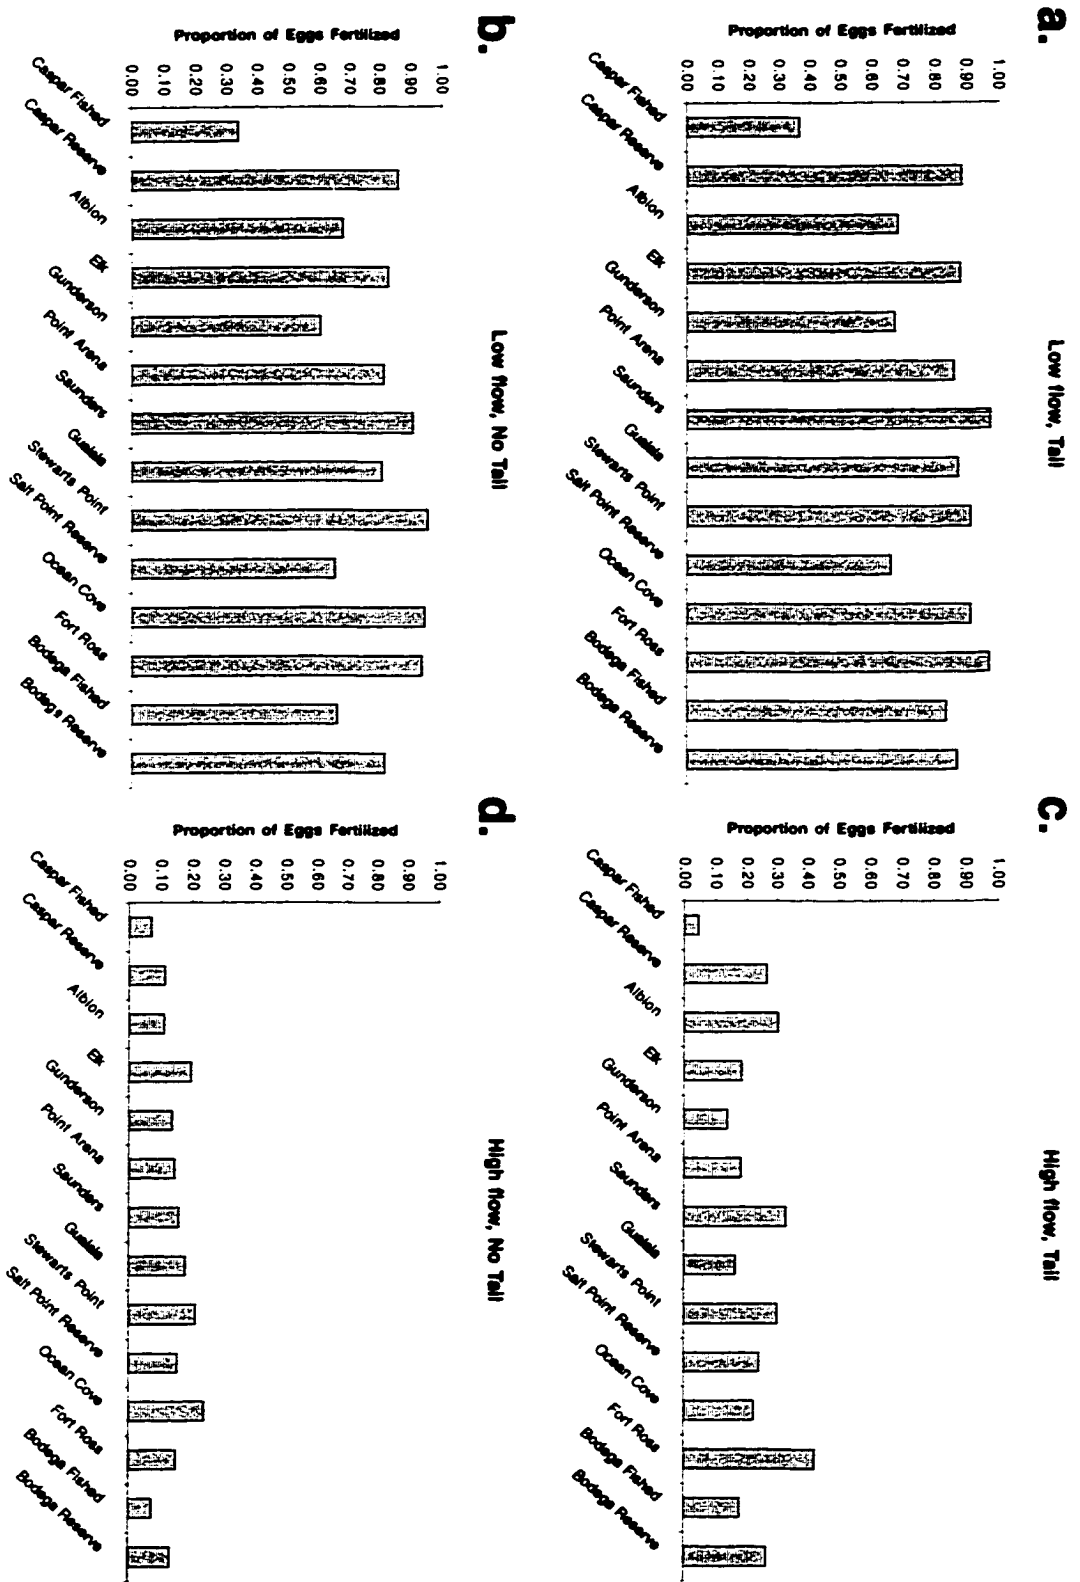 a.
Low flow, Tail
Proportion of Eggs Fertilized
1.00
0.90
0.80
0.70
0.60
0.50
0.40
0.30
0.20
0.10
0.00
Caspar Fished
Caspar Reserve
Albion
Elk
Gunderson
Point Arena
Saunders
Gualala
Stewarts Point
Salt Point Reserve
Ocean Cove
Fort Ross
Bodega Fished
Bodega Reserve
b.
Low flow, No Tail
Proportion of Eggs Fertilized
1.00
0.90
0.80
0.70
0.60
0.50
0.40
0.30
0.20
0.10
0.00
Caspar Fished
Caspar Reserve
Albion
Elk
Gunderson
Point Arena
Saunders
Gualala
Stewarts Point
Salt Point Reserve
Ocean Cove
Fort Ross
Bodega Fished
Bodega Reserve
c.
High flow, Tail
Proportion of Eggs Fertilized
1.00
0.90
0.80
0.70
0.60
0.50
0.40
0.30
0.20
0.10
0.00
Caspar Fished
Caspar Reserve
Albion
Elk
Gunderson
Point Arena
Saunders
Gualala
Stewarts Point
Salt Point Reserve
Ocean Cove
Fort Ross
Bodega Fished
Bodega Reserve
d.
High flow, No Tail
Proportion of Eggs Fertilized
1.00
0.90
0.80
0.70
0.60
0.50
0.40
0.30
0.20
0.10
0.00
Caspar Fished
Caspar Reserve
Albion
Elk
Gunderson
Point Arena
Saunders
Gualala
Stewarts Point
Salt Point Reserve
Ocean Cove
Fort Ross
Bodega Fished
Bodega Reserve